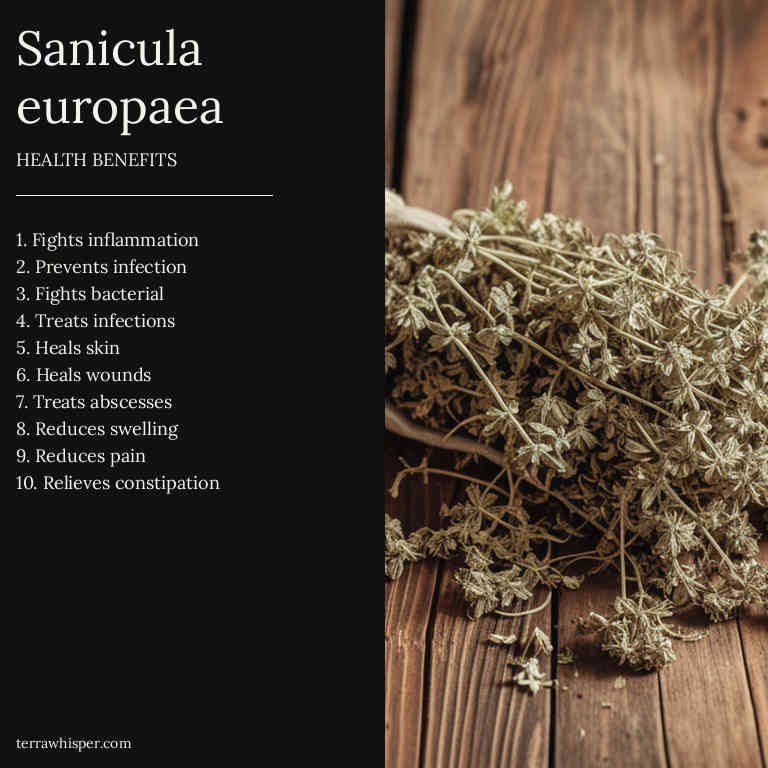 Sanicula
europaea
HEALTH BENEFITS
1. Fights inflammation
2. Prevents infection
3. Fights bacterial
4. Treats infections
5. Heals skin
6. Heals wounds
7. Treats abscesses
8. Reduces swelling
9. Reduces pain
10. Relieves constipation
terrawhisper.com